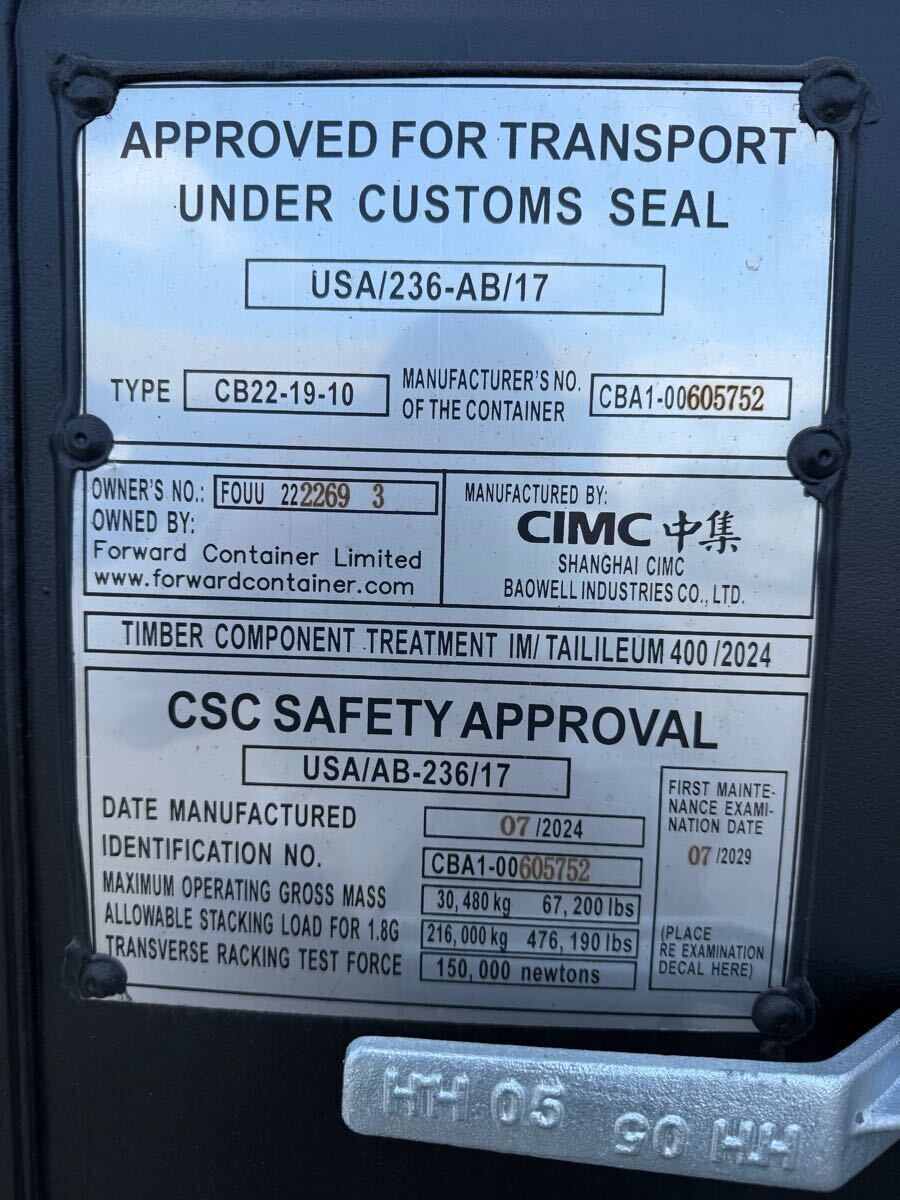 APPROVED FOR TRANSPORT
UNDER CUSTOMS SEAL
USA/236-AB/17
TYPE CB22-19-10
MANUFACTURER'S NO.
OF THE CONTAINER
CBA1-00605752
OWNER'S NO.: FOUU 222269 3
OWNED BY:
Forward Container Limited
www.forwardcontainer.com
MANUFACTURED BY:
CIMC 中集
SHANGHAI CIMC
BAOWELL INDUSTRIES CO., LTD.
TIMBER COMPONENT TREATMENT IM/ TAILILEUM 400 /2024
CSC SAFETY APPROVAL
USA/AB-236/17
DATE MANUFACTURED 07 /2024
IDENTIFICATION NO. CBA1-00605752
MAXIMUM OPERATING GROSS MASS 30,480 kg 67,200 lbs
ALLOWABLE STACKING LOAD FOR 1.8G 216,000 kg 476,190 lbs
TRANSVERSE RACKING TEST FORCE 150,000 newtons
FIRST MAINTE-
NANCE EXAMI-
NATION DATE
07 /2029
(PLACE
RE EXAMINATION
DECAL HERE)
HTH 05 50 HTH